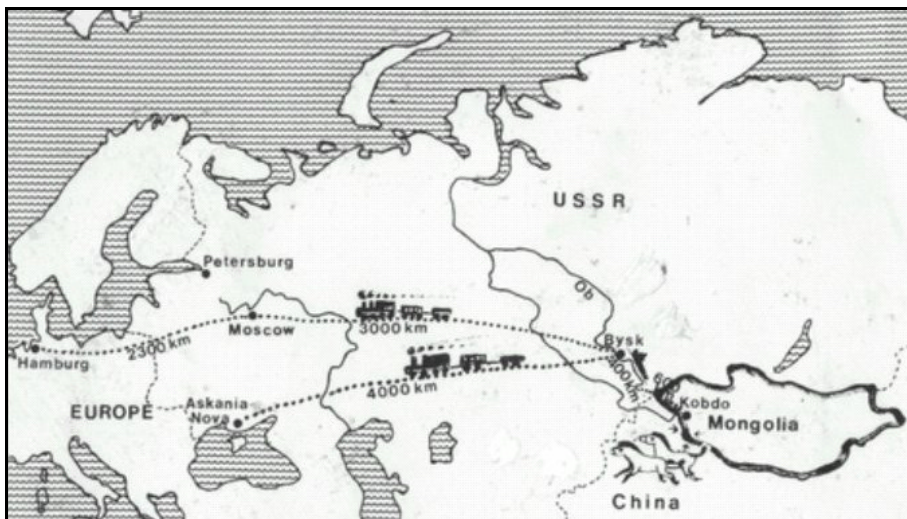 USSR
Petersburg
Ob
Moscow
3000 km
Bysk
2300 km
Hamburg
4000 km
Kobdo
Askania
Nova
EUROPE
Mongolia
China